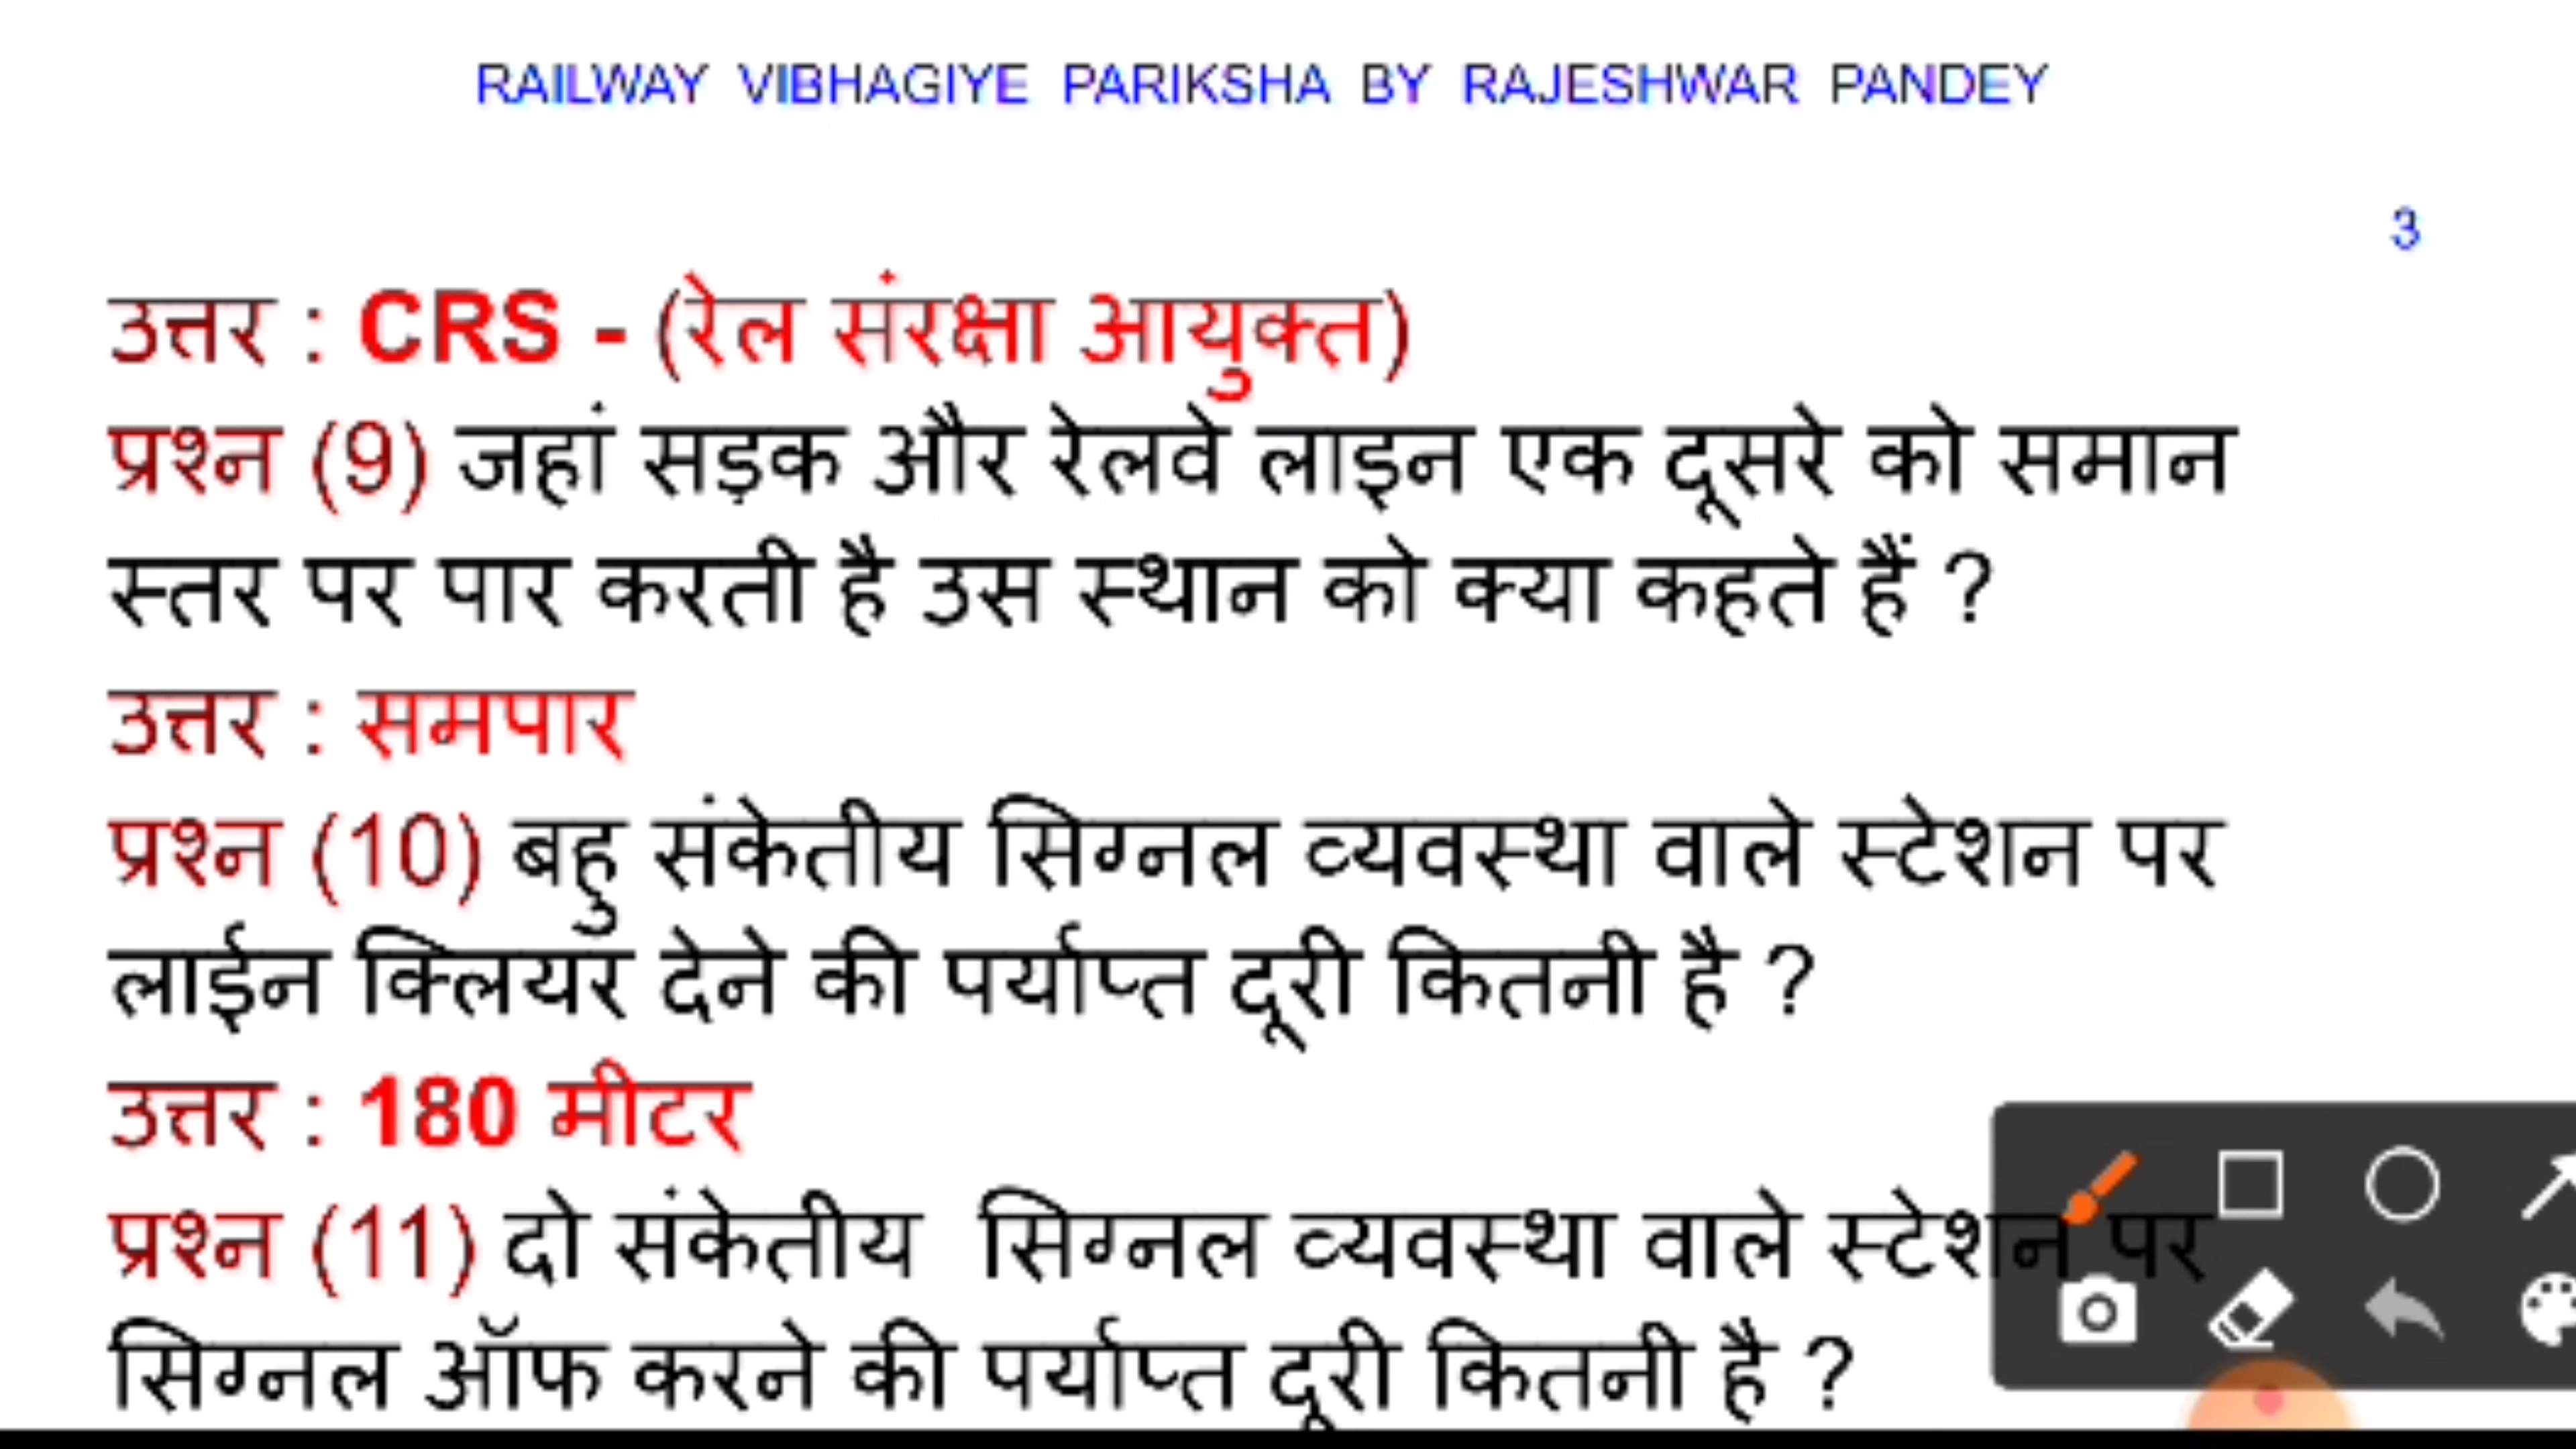 RAILWAY VIBHAGIYE PARIKSHA BY RAJESHWAR PANDEY
3
उत्तर : CRS - (रेल संरक्षा आयुक्त)
प्रश्न (9) जहां सड़क और रेलवे लाइन एक दूसरे को समान
स्तर पर पार करती है उस स्थान को क्या कहते हैं ?
उत्तर : समपार
प्रश्न (10) बहु संकेतीय सिग्नल व्यवस्था वाले स्टेशन पर
लाईन क्लियर देने की पर्याप्त दूरी कितनी है ?
उत्तर : 180 मीटर
प्रश्न (11) दो संकेतीय सिग्नल व्यवस्था वाले स्टेशन पर
सिग्नल ऑफ करने की पर्याप्त दूरी कितनी है ?